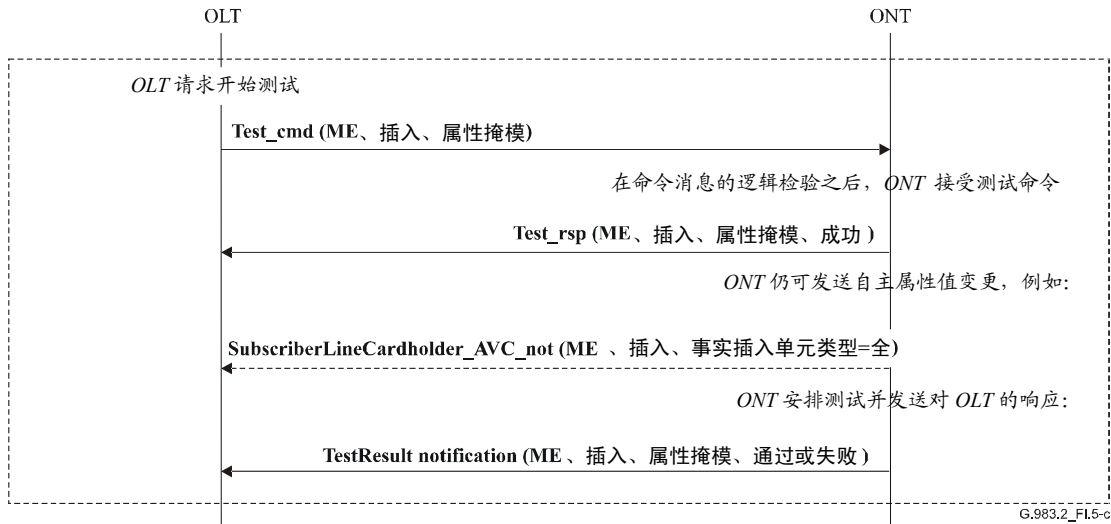 OLT ONT
OLT 请求开始测试
Test_cmd (ME、插入、属性掩模)
在命令消息的逻辑检验之后，ONT 接受测试命令
Test_rsp (ME、插入、属性掩模、成功 )
ONT 仍可发送自主属性值变更，例如：
SubscriberLineCardholder_AVC_not (ME 、插入、事实插入单元类型=全)
ONT 安排测试并发送对 OLT 的响应：
TestResult notification (ME 、插入、属性掩模、通过或失败 )
G.983.2_FI.5-c